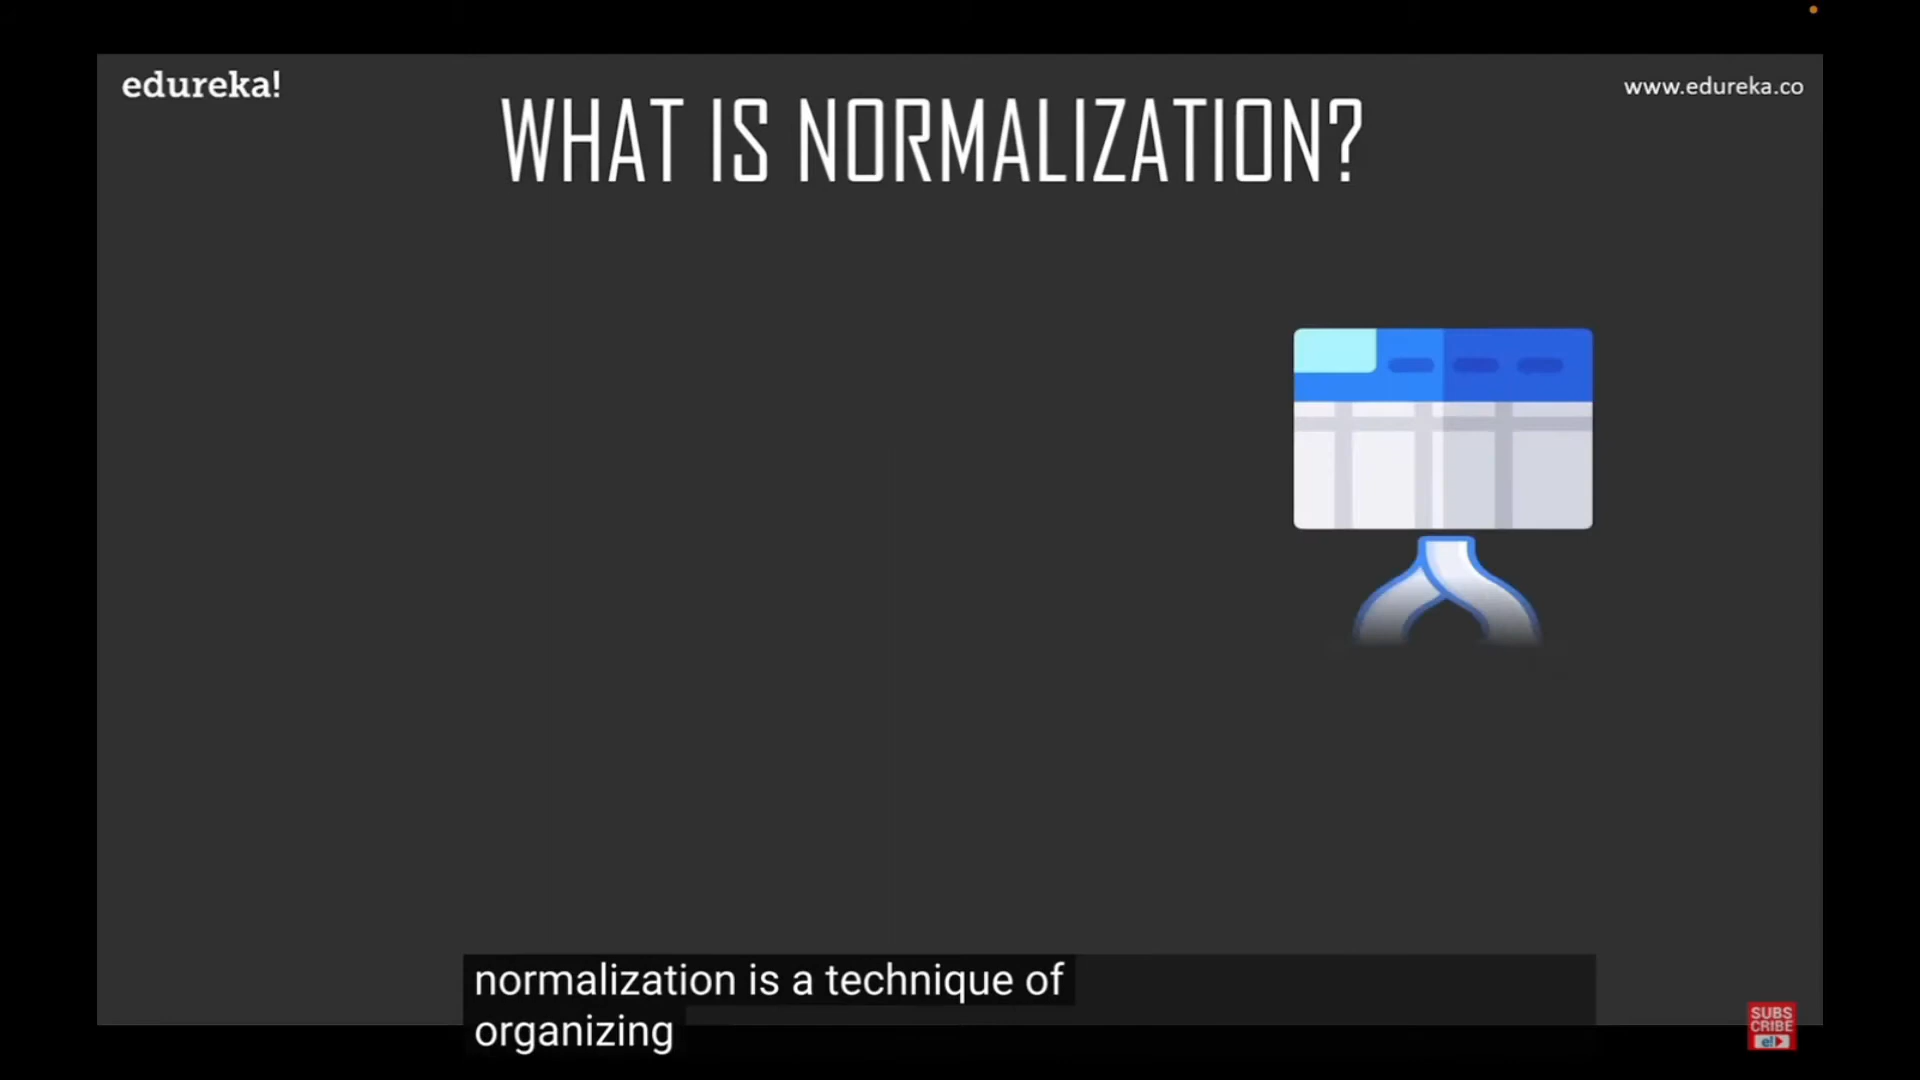 edureka!
www.edureka.co
WHAT IS NORMALIZATION?
normalization is a technique of
organizing
SUBS
CRIBE
e!